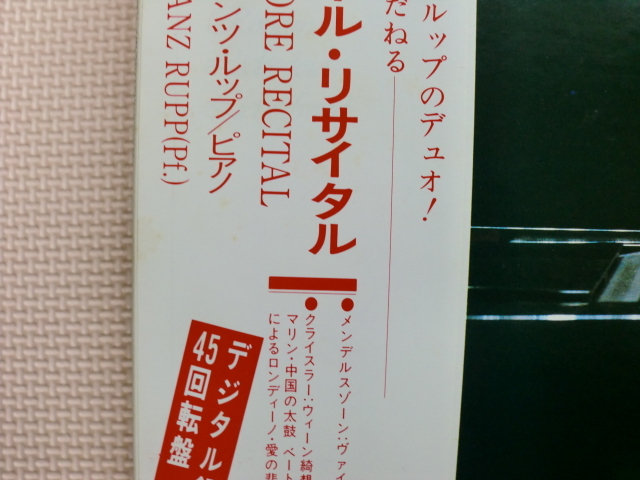 ルップのデュオ!
だねる
ル・リサイタル
ORE RECITAL
ンツ・ルップ/ピアノ
ANZ RUPP(Pf.)
●メンデルスゾーン:ヴァイ
●クライスラー:ウィーン綺想
マリン・中国の太鼓 ベート
によるロンディーノ・愛の悲
デジタル
45回転盤